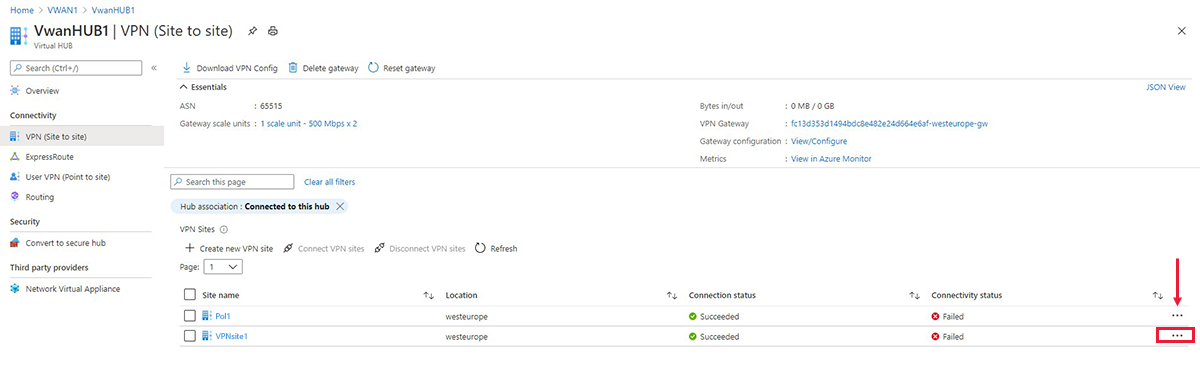 Home > VWAN1 > VwanHUB1
VwanHUB1 | VPN (Site to site)
Virtual HUB
Search (Ctrl+/)
Overview
Connectivity
VPN (Site to site)
ExpressRoute
User VPN (Point to site)
Routing
Security
Convert to secure hub
Third party providers
Network Virtual Appliance
Download VPN Config Delete gateway Reset gateway
Essentials JSON View
ASN : 65515
Gateway scale units : 1 scale unit - 500 Mbps x 2
Bytes in/out : 0 MB / 0 GB
VPN Gateway : fc13d353d1494bdc8e482e24d664e6af-westeurope-gw
Gateway configuration : View/Configure
Metrics : View in Azure Monitor
Search this page Clear all filters
Hub association : Connected to this hub
VPN Sites
Create new VPN site Connect VPN sites Disconnect VPN sites Refresh
Page: 1
Site name Location Connection status Connectivity status
Pol1 westeurope Succeeded Failed ...
VPNsite1 westeurope Succeeded Failed ...